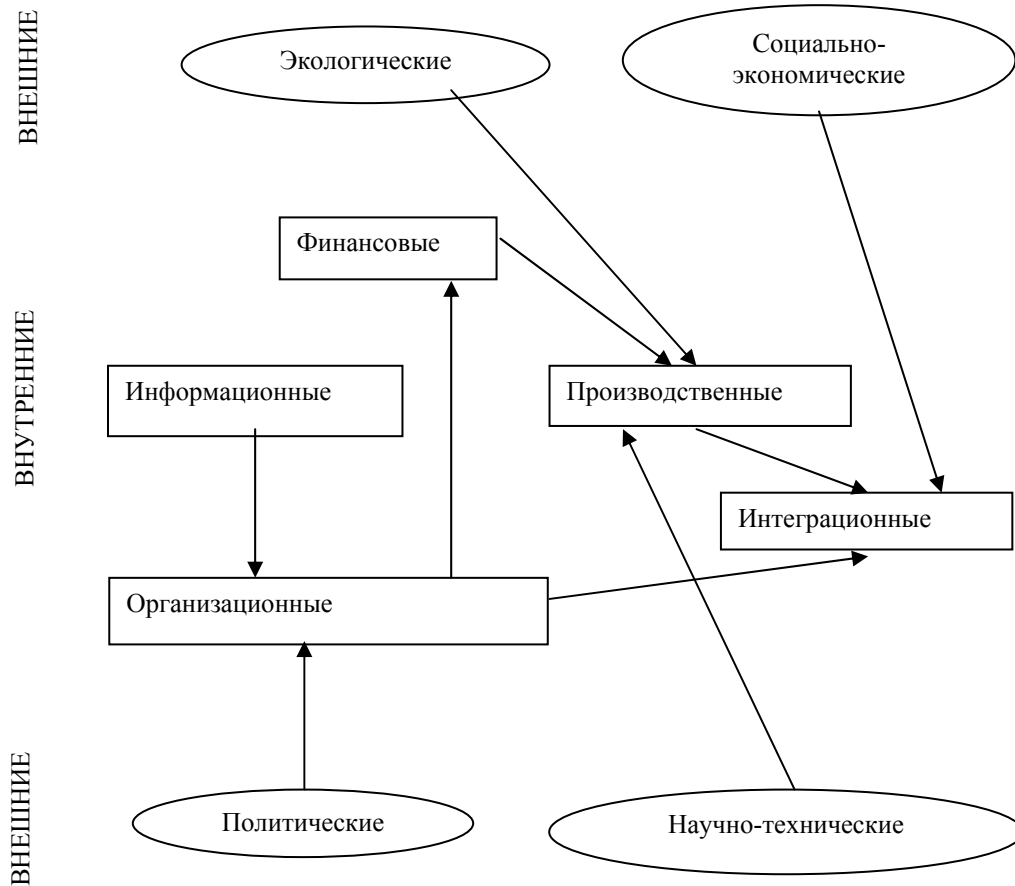 ВНЕШНИЕ
Экологические
Социально-
экономические
Финансовые
ВНУТРЕННИЕ
Информационные
Производственные
Интеграционные
Организационные
ВНЕШНИЕ
Политические
Научно-технические